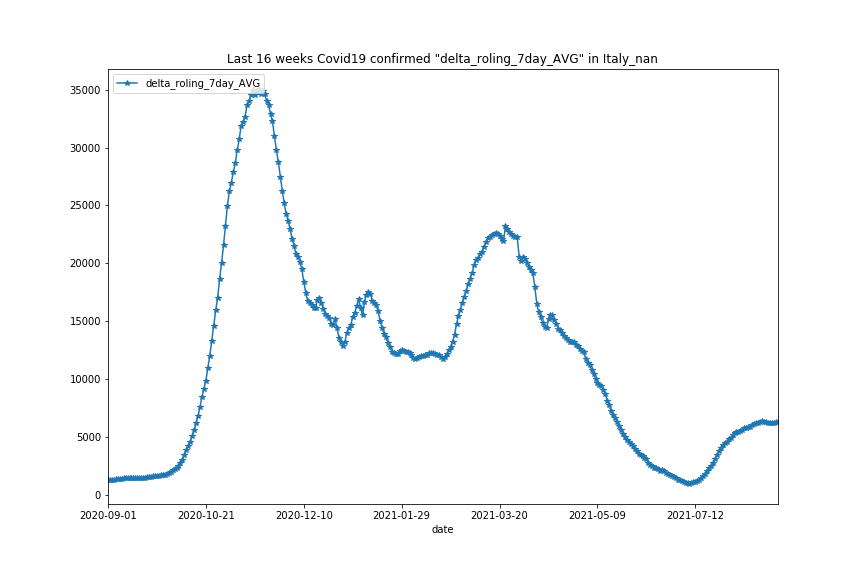 Last 16 weeks Covid19 confirmed "delta_roling_7day_AVG" in Italy_nan
delta_roling_7day_AVG
35000
30000
25000
20000
15000
10000
5000
0
2020-09-01 2020-10-21 2020-12-10 2021-01-29 2021-03-20 2021-05-09 2021-07-12
date